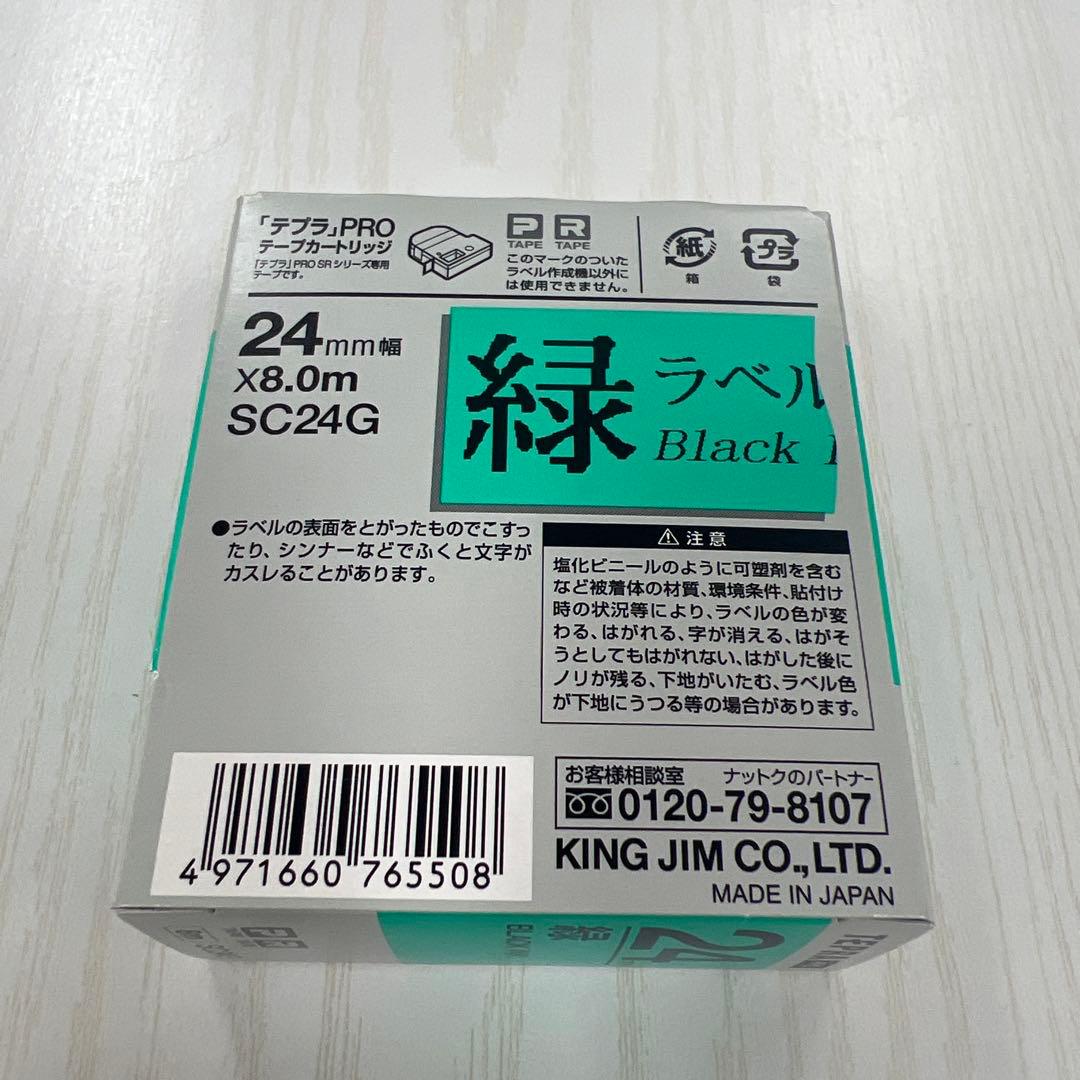 「テプラ」PRO
テープカートリッジ
「テプラ」PRO SRシリーズ専用
テープです。
P R
TAPE TAPE
このマークのついた
ラベル作成機以外に
は使用できません。
紙
箱
プラ
袋
24mm幅
X8.0m
SC24G
緑 ラベル
Black
●ラベルの表面をとがったものでこすっ
たり、シンナーなどでふくと文字が
カスレることがあります。
⚠注意
塩化ビニールのように可塑剤を含む
など被着体の材質、環境条件、貼付け
時の状況等により、ラベルの色が変
わる、はがれる、字が消える、はがそ
うとしてもはがれない、はがした後に
ノリが残る、下地がいたむ、ラベル色
が下地にうつる等の場合があります。
4 971660 765508
お客様相談室 ナットクのパートナー
0120-79-8107
KING JIM CO.,LTD.
MADE IN JAPAN
緑
24